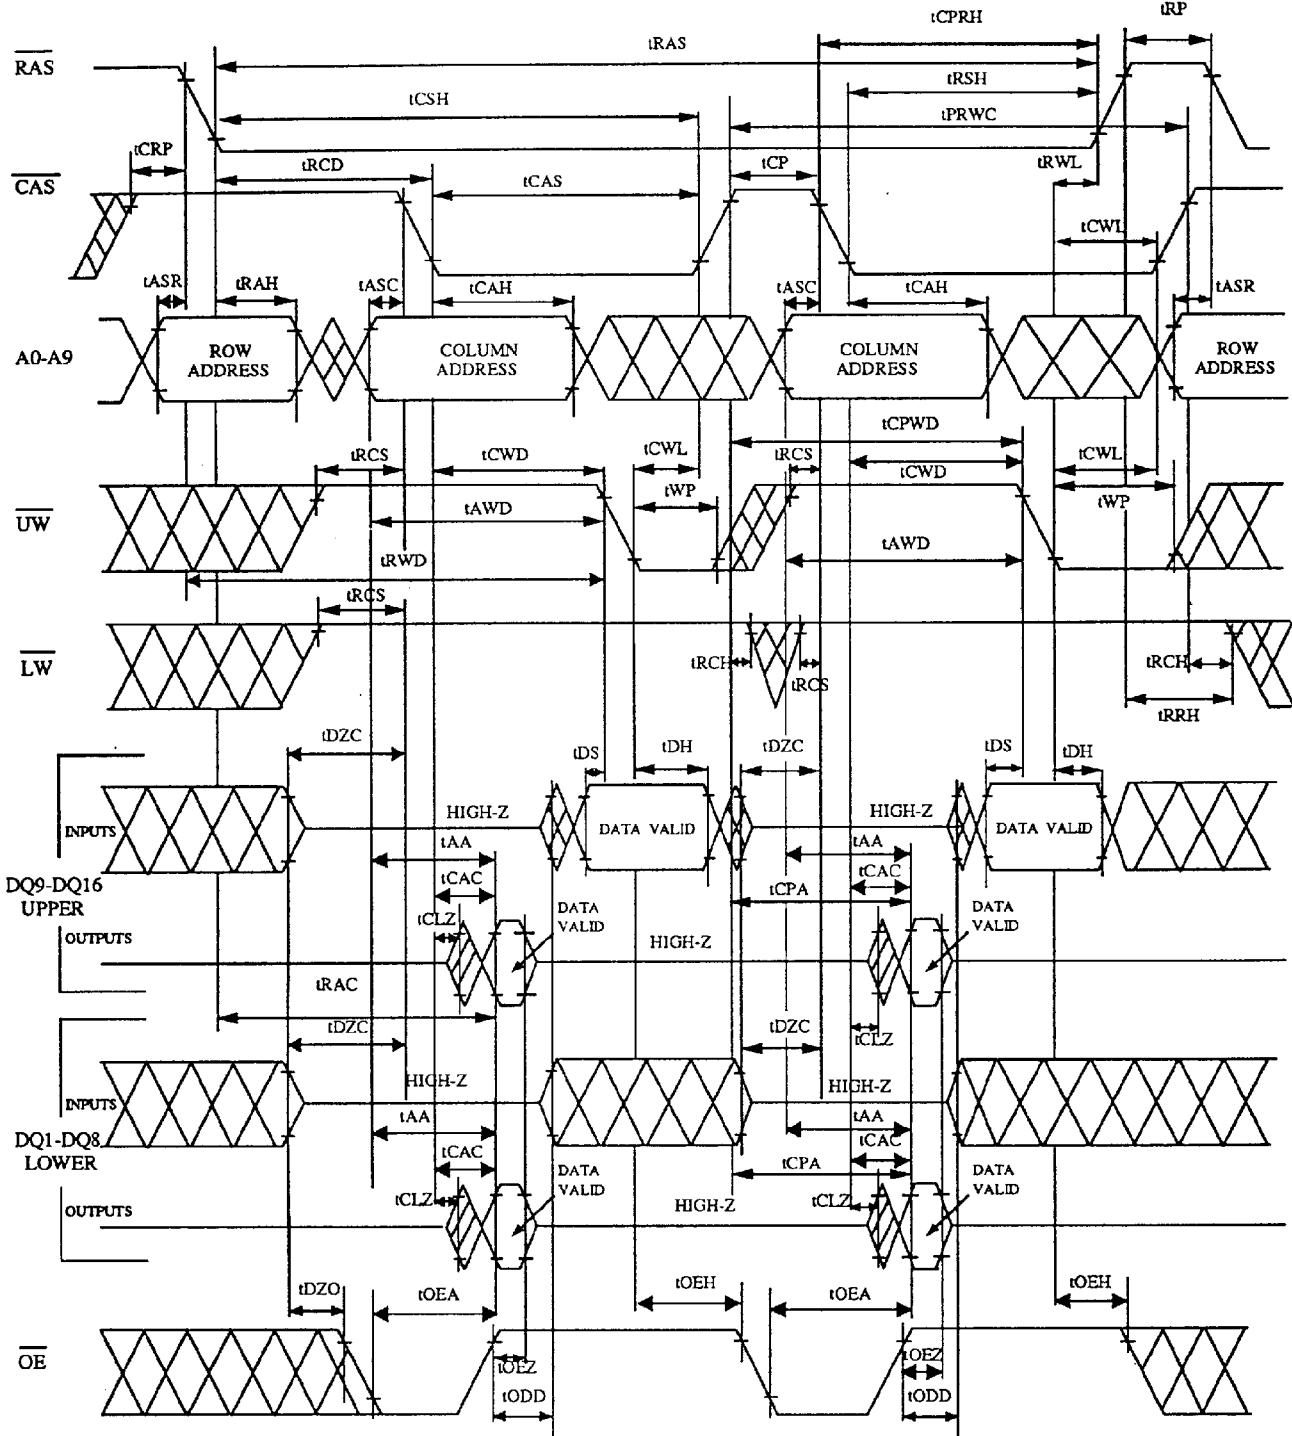 tCPRH
tRP
RAS
tRAS
tRSH
tCSH
tPRWC
tCRP
tRCD
tCP
tRWL
CAS
tCAS
tCWL
tASR
tRAH
tASC
tCAH
tASC
tCAH
tASR
A0-A9
ROW
ADDRESS
COLUMN
ADDRESS
COLUMN
ADDRESS
ROW
ADDRESS
tCPWD
tRCS
tCWD
tCWL
tRCS
tCWD
tCWL
tWP
tWP
UW
tAWD
tAWD
tRWD
tRCS
LW
tRCH
tRCS
tRCH
tRRH
tDZC
tDS
tDH
tDZC
tDS
tDH
INPUTS
HIGH-Z
DATA VALID
HIGH-Z
DATA VALID
tAA
tAA
tCAC
tCAC
DQ9-DQ16
UPPER
tCPA
tCLZ
DATA
VALID
DATA
VALID
OUTPUTS
HIGH-Z
tRAC
tDZC
tDZC
tCLZ
HIGH-Z
HIGH-Z
INPUTS
tAA
tAA
DQ1-DQ8
LOWER
tCAC
tCAC
tCPA
tCLZ
DATA
VALID
tCLZ
DATA
VALID
OUTPUTS
HIGH-Z
tDZO
tOEA
tOEH
tOEA
tOEH
OE
tOEZ
tOEZ
tODD
tODD